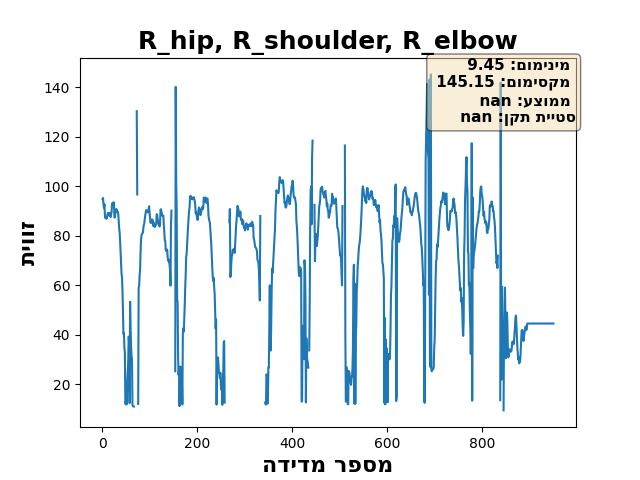 R_hip, R_shoulder, R_elbow
מינימום: 9.45
מקסימום: 145.15
ממוצע: nan
סטיית תקן: nan
זווית
140
120
100
80
60
40
20
0 200 400 600 800
מספר מדידה